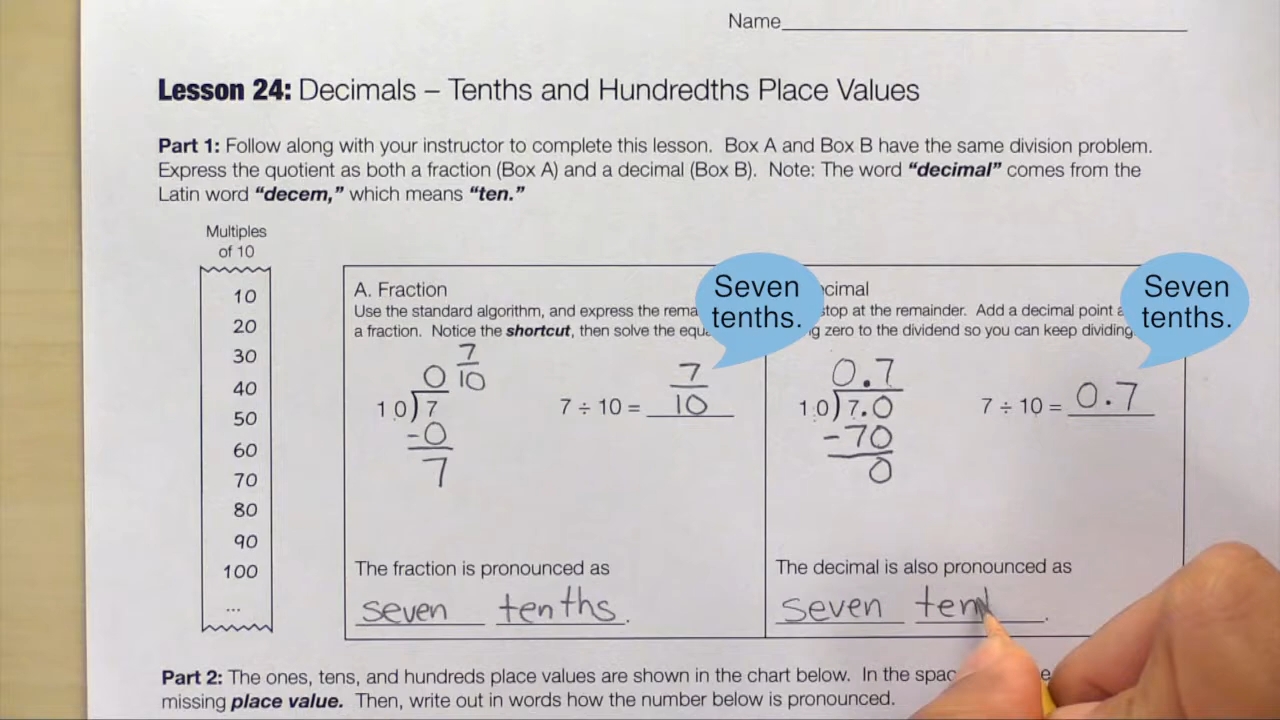 Name
Lesson 24: Decimals – Tenths and Hundredths Place Values
Part 1: Follow along with your instructor to complete this lesson. Box A and Box B have the same division problem.
Express the quotient as both a fraction (Box A) and a decimal (Box B). Note: The word “decimal” comes from the
Latin word “decem,” which means “ten.”
Multiples
of 10
10
20
30
40
50
60
70
80
90
100
...
A. Fraction
Use the standard algorithm, and express the
a fraction. Notice the shortcut, then solve the
7
0 10
10)7
-0
7
7 ÷ 10 = 7/10
The fraction is pronounced as
seven tenths.
Seven
tenths.
stop at the remainder. Add a decimal point
zero to the dividend so you can keep dividing
0.7
10)7.0
-70
0
7 ÷ 10 = 0.7
The decimal is also pronounced as
seven ten
Seven
tenths.
Part 2: The ones, tens, and hundreds place values are shown in the chart below. In the
missing place value. Then, write out in words how the number below is pronounced.